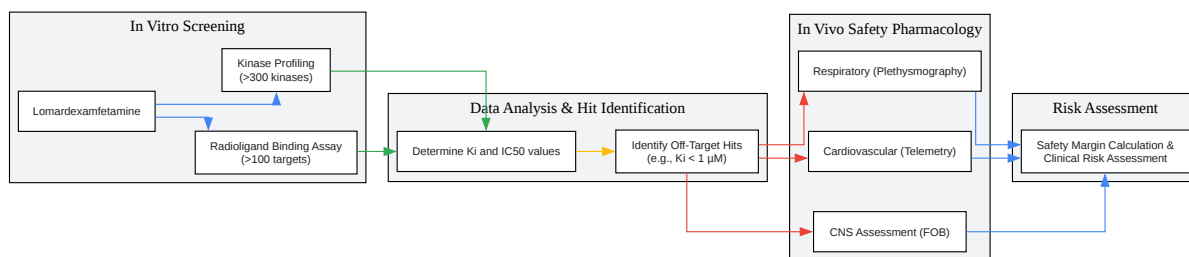 In Vitro Screening
Lomardexamfetamine
Kinase Profiling
(>300 kinases)
Radioligand Binding Assay
(>100 targets)
Data Analysis & Hit Identification
Determine Ki and IC50 values
Identify Off-Target Hits
(e.g., Ki < 1 µM)
In Vivo Safety Pharmacology
Respiratory (Plethysmography)
Cardiovascular (Telemetry)
CNS Assessment (FOB)
Risk Assessment
Safety Margin Calculation &
Clinical Risk Assessment